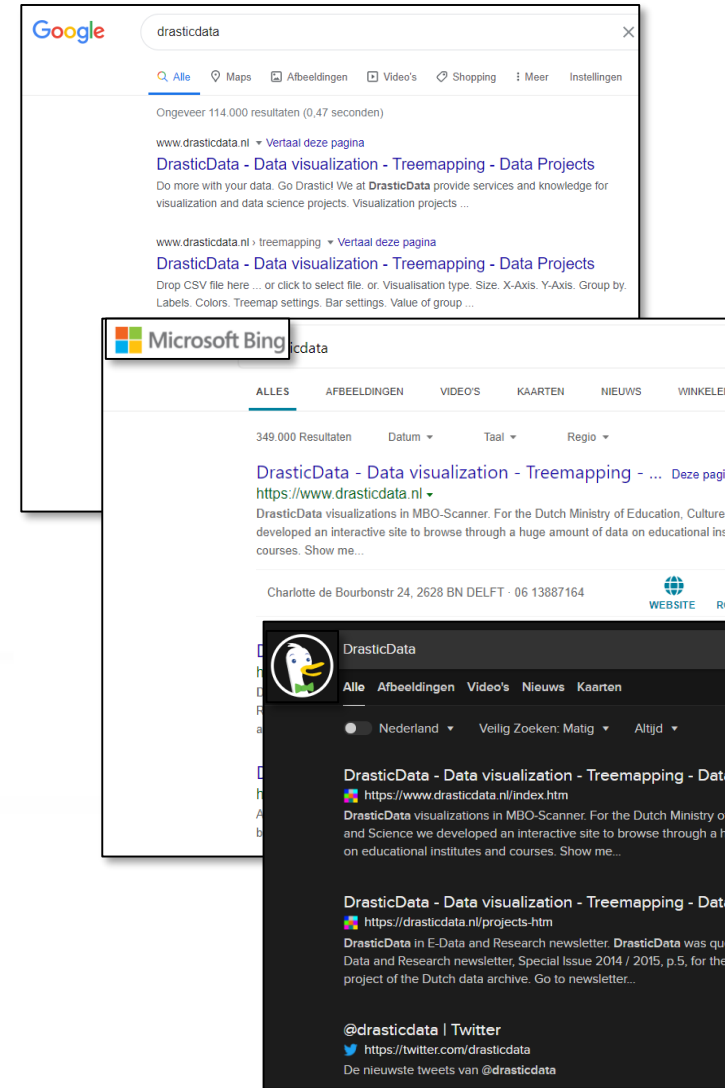 Google
drasticdata
Alle Maps Afbeeldingen Video's Shopping Meer Instellingen
Ongeveer 114.000 resultaten (0,47 seconden)
www.drasticdata.nl Vertaal deze pagina
DrasticData - Data visualization - Treemapping - Data Projects
Do more with your data. Go Drastic! We at DrasticData provide services and knowledge for
visualization and data science projects. Visualization projects ...
www.drasticdata.nl › treemapping Vertaal deze pagina
DrasticData - Data visualization - Treemapping - Data Projects
Drop CSV file here ... or click to select file. or. Visualisation type. Size. X-Axis. Y-Axis. Group by.
Labels. Colors. Treemap settings. Bar settings. Value of group ...
Microsoft Bing
icdata
ALLES AFBEELDINGEN VIDEO'S KAARTEN NIEUWS WINKELE
349.000 Resultaten Datum Taal Regio
DrasticData - Data visualization - Treemapping - ... Deze pagi
https://www.drasticdata.nl
DrasticData visualizations in MBO-Scanner. For the Dutch Ministry of Education, Culture
developed an interactive site to browse through a huge amount of data on educational ins
courses. Show me...
Charlotte de Bourbonstr 24, 2628 BN DELFT · 06 13887164
WEBSITE
DrasticData
Alle Afbeeldingen Video's Nieuws Kaarten
Nederland Veilig Zoeken: Matig Altijd
DrasticData - Data visualization - Treemapping - Data
https://www.drasticdata.nl/index.htm
DrasticData visualizations in MBO-Scanner. For the Dutch Ministry o
and Science we developed an interactive site to browse through a h
on educational institutes and courses. Show me...
DrasticData - Data visualization - Treemapping - Data
https://drasticdata.nl/projects-htm
DrasticData in E-Data and Research newsletter. DrasticData was qu
Data and Research newsletter, Special Issue 2014 / 2015, p.5, for the
project of the Dutch data archive. Go to newsletter...
@drasticdata | Twitter
https://twitter.com/drasticdata
De nieuwste tweets van @drasticdata